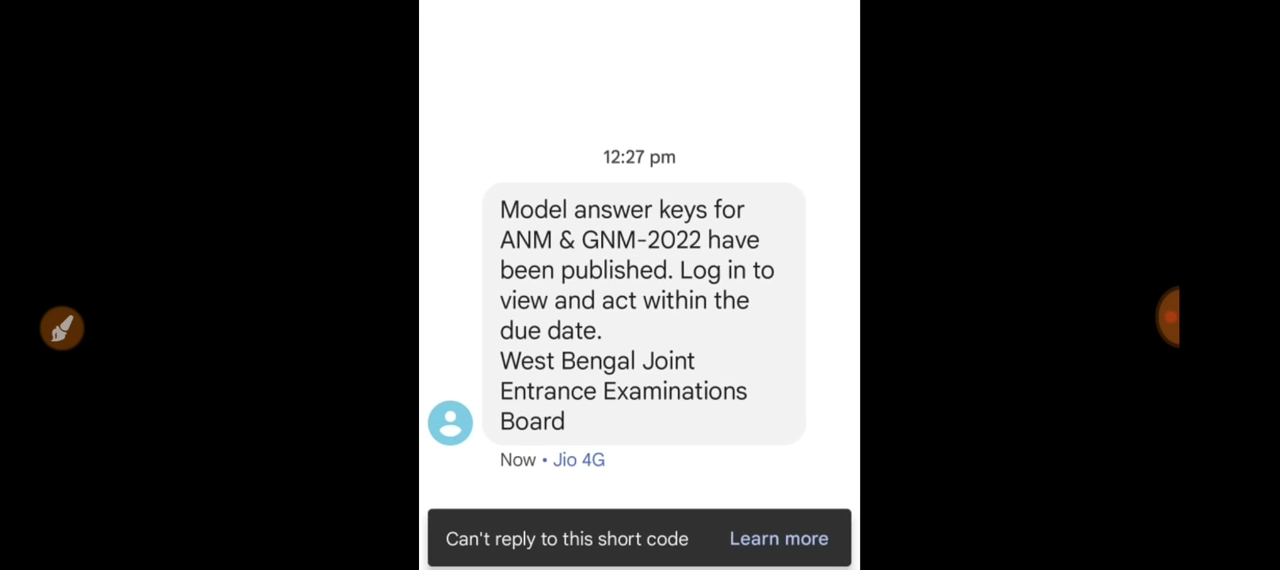 12:27 pm
Model answer keys for
ANM & GNM-2022 have
been published. Log in to
view and act within the
due date.
West Bengal Joint
Entrance Examinations
Board
Now • Jio 4G
Can't reply to this short code Learn more